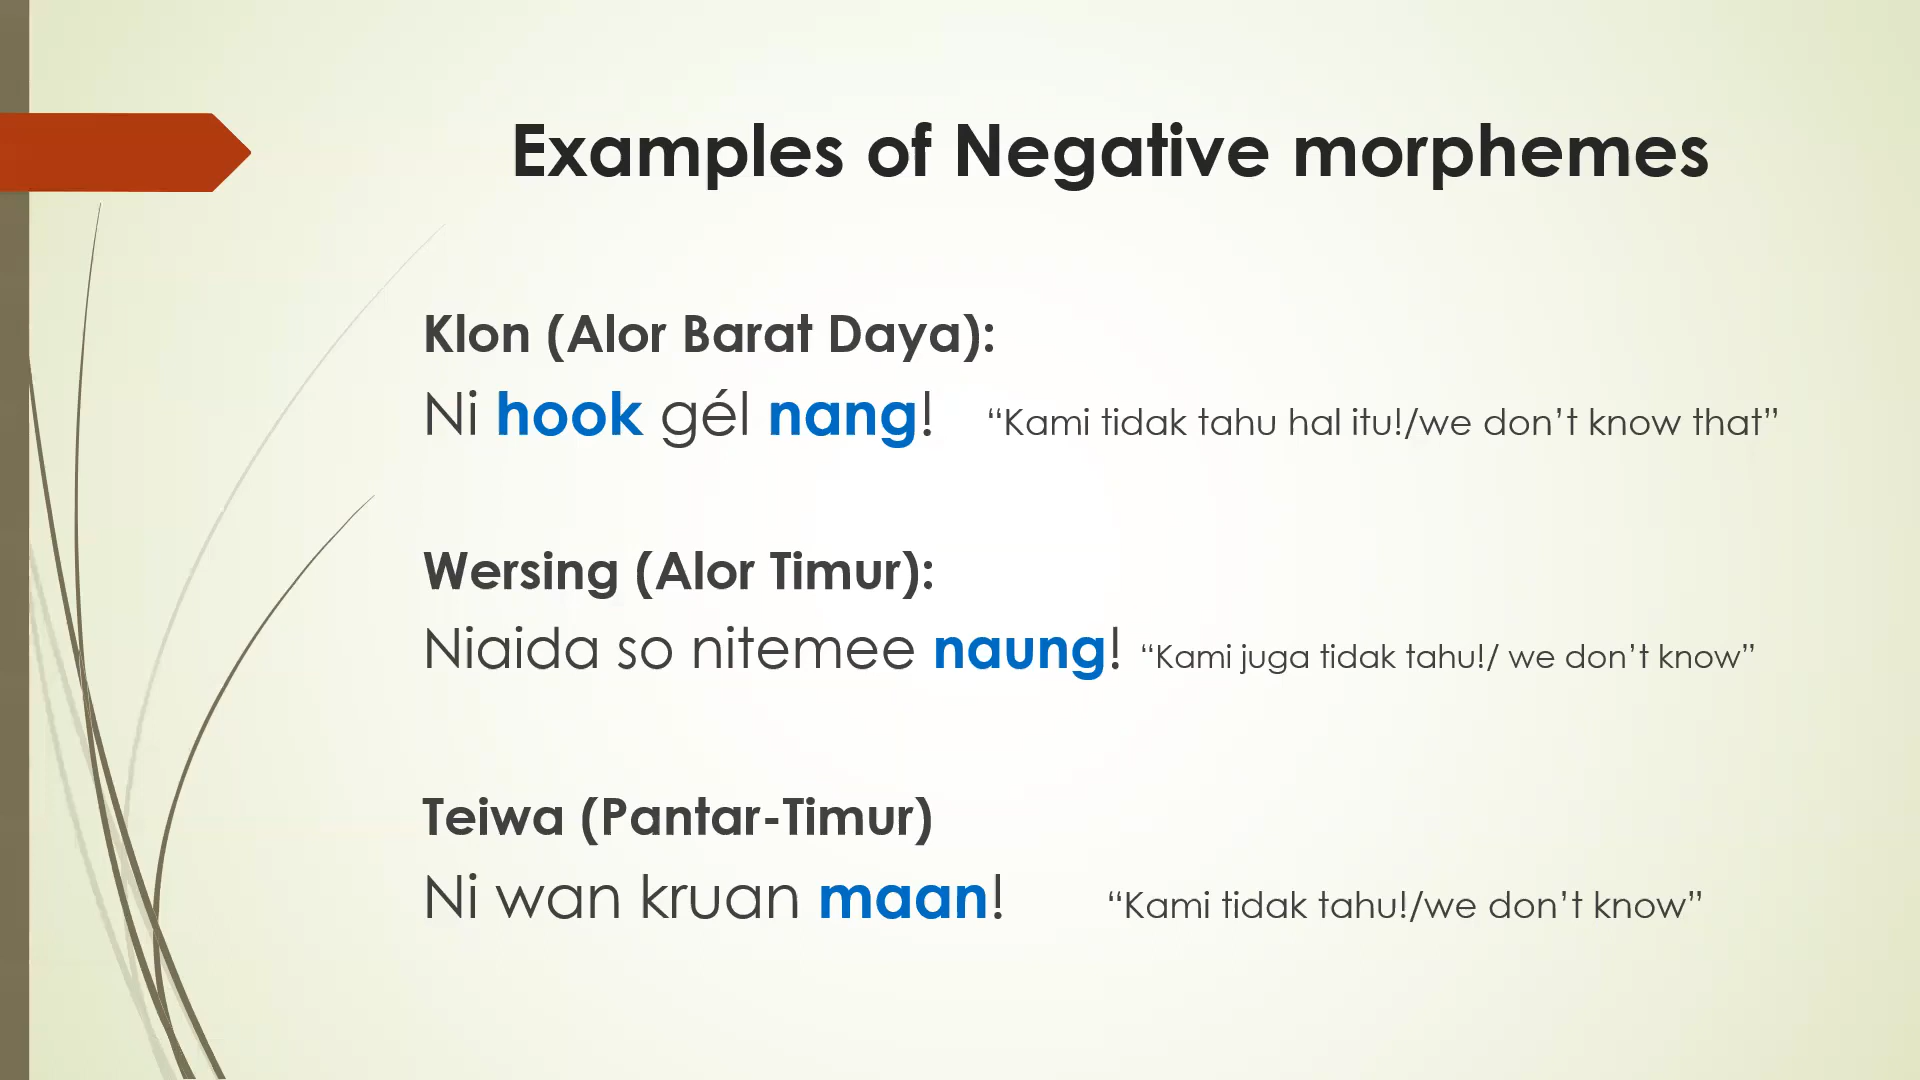 Examples of Negative morphemes
Klon (Alor Barat Daya):
Ni hook gél nang! “Kami tidak tahu hal itu!/we don’t know that”
Wersing (Alor Timur):
Niaida so nitemee naung! “Kami juga tidak tahu!/ we don’t know”
Teiwa (Pantar-Timur)
Ni wan kruan maan! “Kami tidak tahu!/we don’t know”